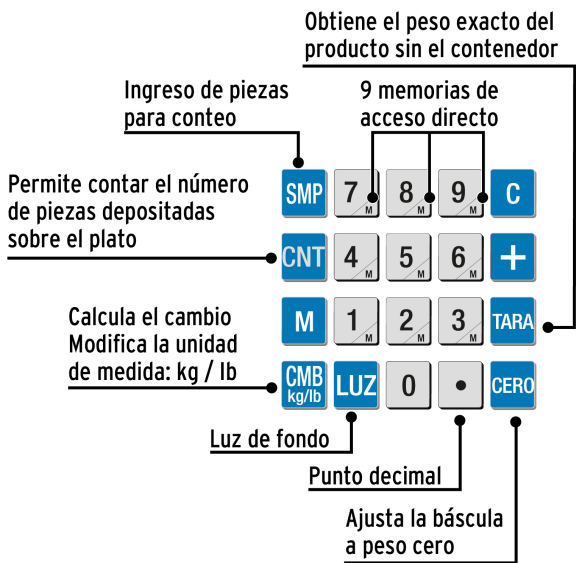 Obtiene el peso exacto del
producto sin el contenedor
Ingreso de piezas
para conteo
9 memorias de
acceso directo
Permite contar el número
de piezas depositadas
sobre el plato
SMP 7 M 8 M 9 M C
CNT 4 M 5 M 6 M +
M 1 M 2 M 3 M TARA
CMB kg/lb LUZ 0 • CERO
Calcula el cambio
Modifica la unidad
de medida: kg / lb
Luz de fondo
Punto decimal
Ajusta la báscula
a peso cero